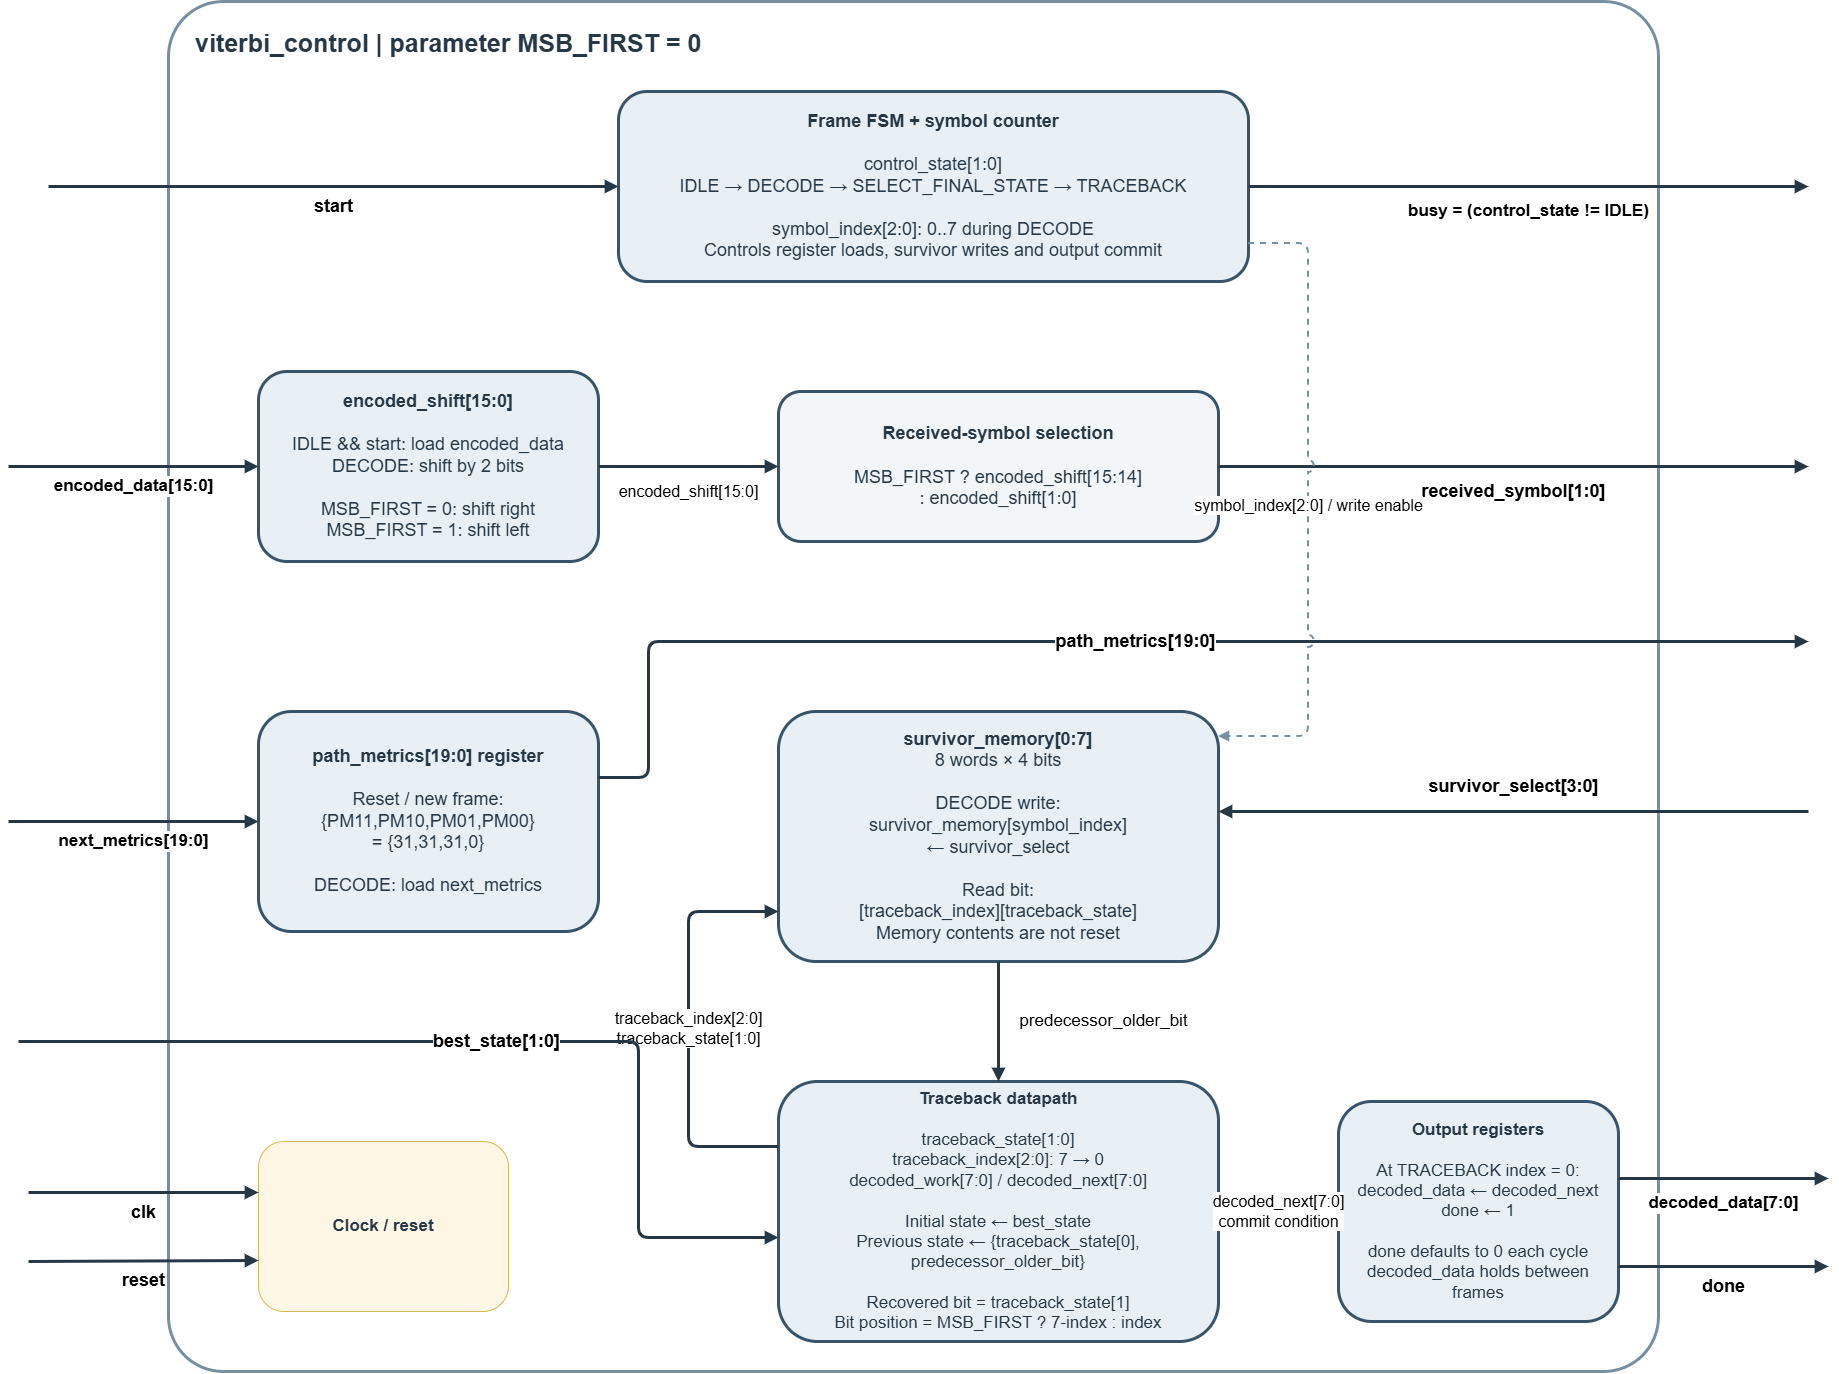 viterbi_control | parameter MSB_FIRST = 0
Frame FSM + symbol counter
control_state[1:0]
IDLE → DECODE → SELECT_FINAL_STATE → TRACEBACK
symbol_index[2:0]: 0..7 during DECODE
Controls register loads, survivor writes and output commit
start
busy = (control_state != IDLE)
encoded_shift[15:0]
IDLE && start: load encoded_data
DECODE: shift by 2 bits
MSB_FIRST = 0: shift right
MSB_FIRST = 1: shift left
encoded_data[15:0]
encoded_shift[15:0]
Received-symbol selection
MSB_FIRST ? encoded_shift[15:14]
: encoded_shift[1:0]
symbol_index[2:0] / write enable
received_symbol[1:0]
path_metrics[19:0]
path_metrics[19:0] register
Reset / new frame:
{PM11,PM10,PM01,PM00}
= {31,31,31,0}
DECODE: load next_metrics
next_metrics[19:0]
survivor_memory[0:7]
8 words × 4 bits
DECODE write:
survivor_memory[symbol_index]
← survivor_select
Read bit:
[traceback_index][traceback_state]
Memory contents are not reset
survivor_select[3:0]
traceback_index[2:0]
traceback_state[1:0]
best_state[1:0]
predecessor_older_bit
Traceback datapath
traceback_state[1:0]
traceback_index[2:0]: 7 → 0
decoded_work[7:0] / decoded_next[7:0]
Initial state ← best_state
Previous state ← {traceback_state[0],
predecessor_older_bit}
Recovered bit = traceback_state[1]
Bit position = MSB_FIRST ? 7-index : index
decoded_next[7:0]
commit condition
Output registers
At TRACEBACK index = 0:
decoded_data ← decoded_next
done ← 1
done defaults to 0 each cycle
decoded_data holds between
frames
decoded_data[7:0]
done
Clock / reset
clk
reset